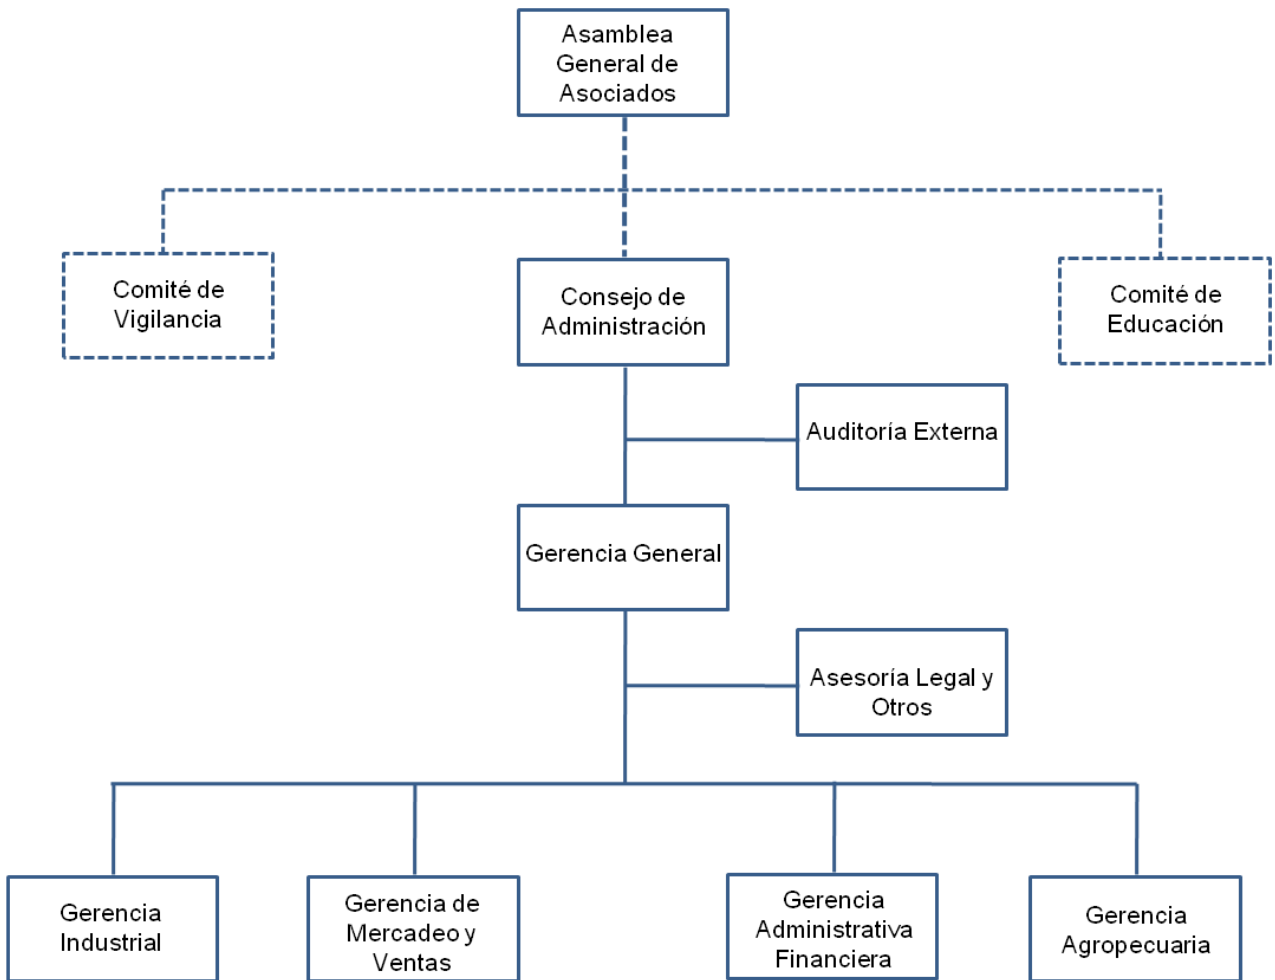 Asamblea
General de
Asociados
Comité de
Vigilancia
Consejo de
Administración
Comité de
Educación
Auditoría Externa
Gerencia General
Asesoría Legal y
Otros
Gerencia
Industrial
Gerencia de
Mercadeo y
Ventas
Gerencia
Administrativa
Financiera
Gerencia
Agropecuaria